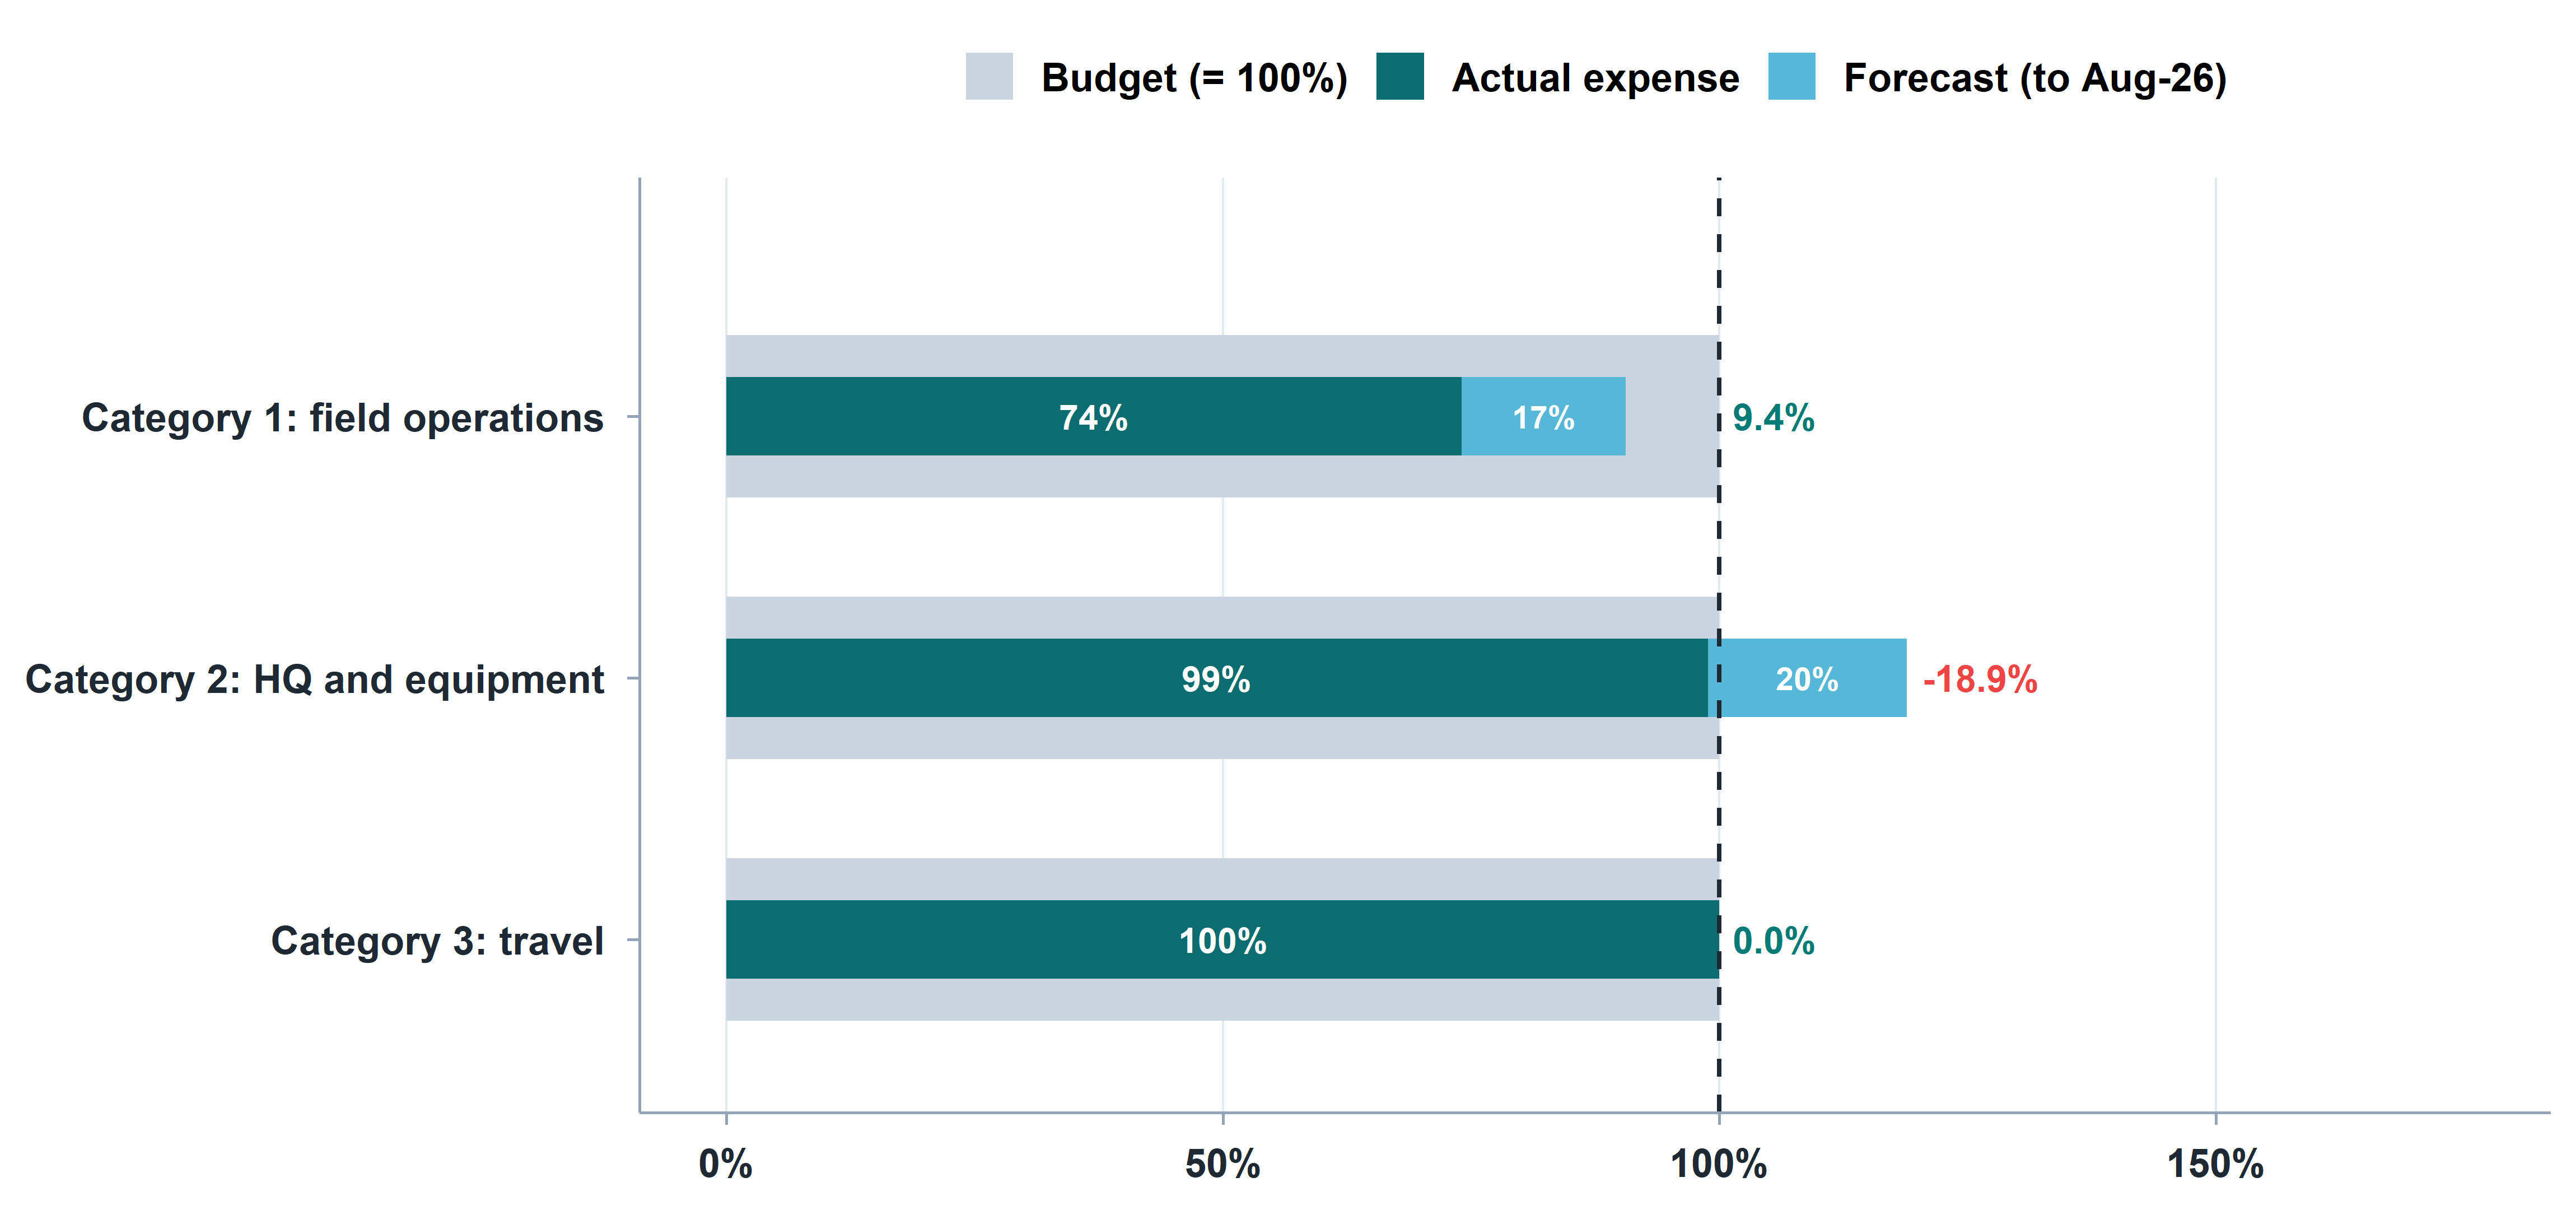 Budget (= 100%) Actual expense Forecast (to Aug-26)
Category 1: field operations 74% 17% 9.4%
Category 2: HQ and equipment 99% 20% -18.9%
Category 3: travel 100% 0.0%
0% 50% 100% 150%